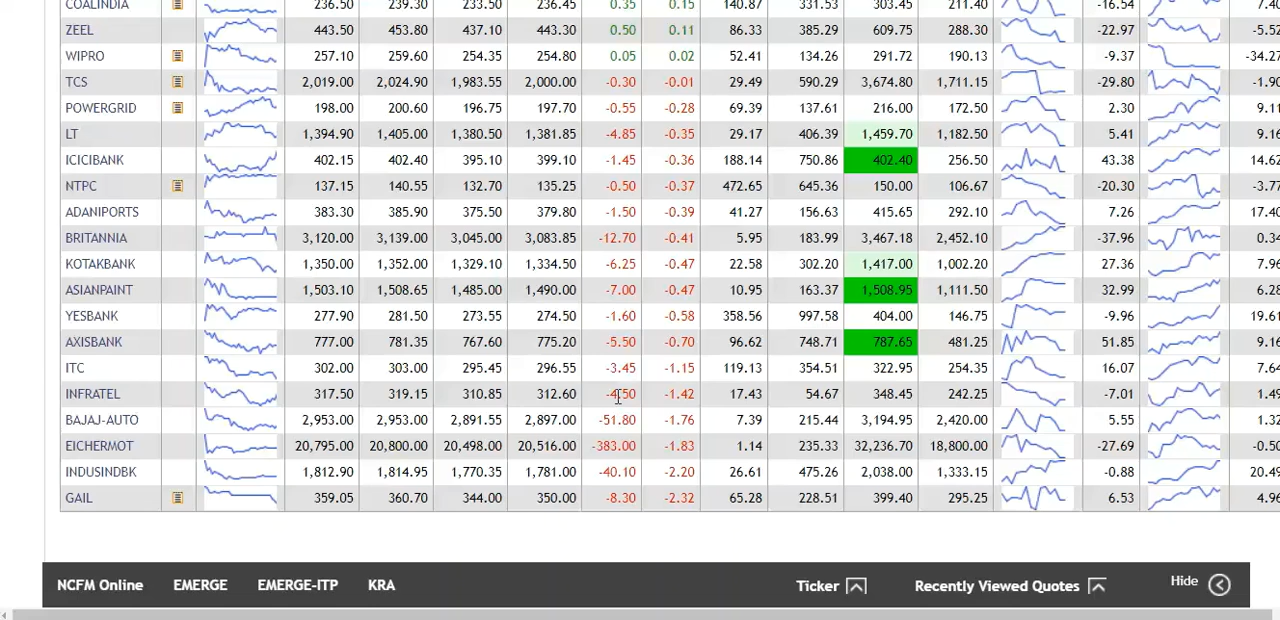 COALINDIA 236.50 239.30 233.50 236.45 0.35 0.15 140.87 331.53 303.45 211.40 -16.54 7.40
ZEEL 443.50 453.80 437.10 443.30 0.50 0.11 86.33 385.29 609.75 288.30 -22.97 -5.52
WIPRO 257.10 259.60 254.35 254.80 0.05 0.02 52.41 134.26 291.72 190.13 -9.37 -34.27
TCS 2,019.00 2,024.90 1,985.55 2,000.00 -0.30 -0.01 29.49 590.29 3,674.80 1,711.15 -29.80 -1.90
POWERGRID 198.00 200.60 196.75 197.70 -0.55 -0.28 69.39 137.61 216.00 172.50 2.30 9.11
LT 1,394.90 1,405.00 1,380.50 1,381.85 -4.85 -0.35 29.17 406.39 1,459.70 1,182.50 5.41 9.16
ICICIBANK 402.15 402.40 395.10 399.10 -1.45 -0.36 188.14 750.86 402.40 256.50 43.38 14.62
NTPC 137.15 140.55 132.70 135.25 -0.50 -0.37 472.65 645.36 150.00 106.67 -20.30 -3.77
ADANIPORTS 383.30 385.90 375.50 379.80 -1.50 -0.39 41.27 156.63 415.65 292.10 7.26 17.40
BRITANNIA 3,120.00 3,139.00 3,045.00 3,083.85 -12.70 -0.41 5.95 183.99 3,467.18 2,452.10 -37.96 0.34
KOTAKBANK 1,350.00 1,352.00 1,329.10 1,334.50 -6.25 -0.47 22.58 302.20 1,417.00 1,002.20 27.36 7.96
ASIANPAINT 1,503.10 1,508.65 1,485.00 1,490.00 -7.00 -0.47 10.95 163.37 1,508.95 1,111.50 32.99 6.28
YESBANK 277.90 281.50 273.55 274.50 -1.60 -0.58 358.56 997.58 404.00 146.75 -9.96 19.61
AXISBANK 777.00 781.35 767.60 775.20 -5.50 -0.70 96.62 748.71 787.65 481.25 51.85 9.16
ITC 302.00 303.00 295.45 296.55 -3.45 -1.15 119.13 354.51 322.95 254.35 16.07 7.64
INFRATEL 317.50 319.15 310.85 312.60 -4.50 -1.42 17.43 54.67 348.45 242.25 -7.01 1.49
BAJAJ-AUTO 2,953.00 2,953.00 2,891.55 2,897.00 -51.80 -1.76 7.39 215.44 3,194.95 2,420.00 5.55 1.32
EICHERMOT 20,795.00 20,800.00 20,498.00 20,516.00 -383.00 -1.83 1.14 235.33 32,236.70 18,800.00 -27.69 -0.50
INDUSINDBK 1,812.90 1,814.95 1,770.35 1,781.00 -40.10 -2.20 26.61 475.26 2,038.00 1,333.15 -0.88 20.49
GAIL 359.05 360.70 344.00 350.00 -8.30 -2.32 65.28 228.51 399.40 295.25 6.53 4.96
NCFM Online EMERGE EMERGE-ITP KRA Ticker Recently Viewed Quotes Hide